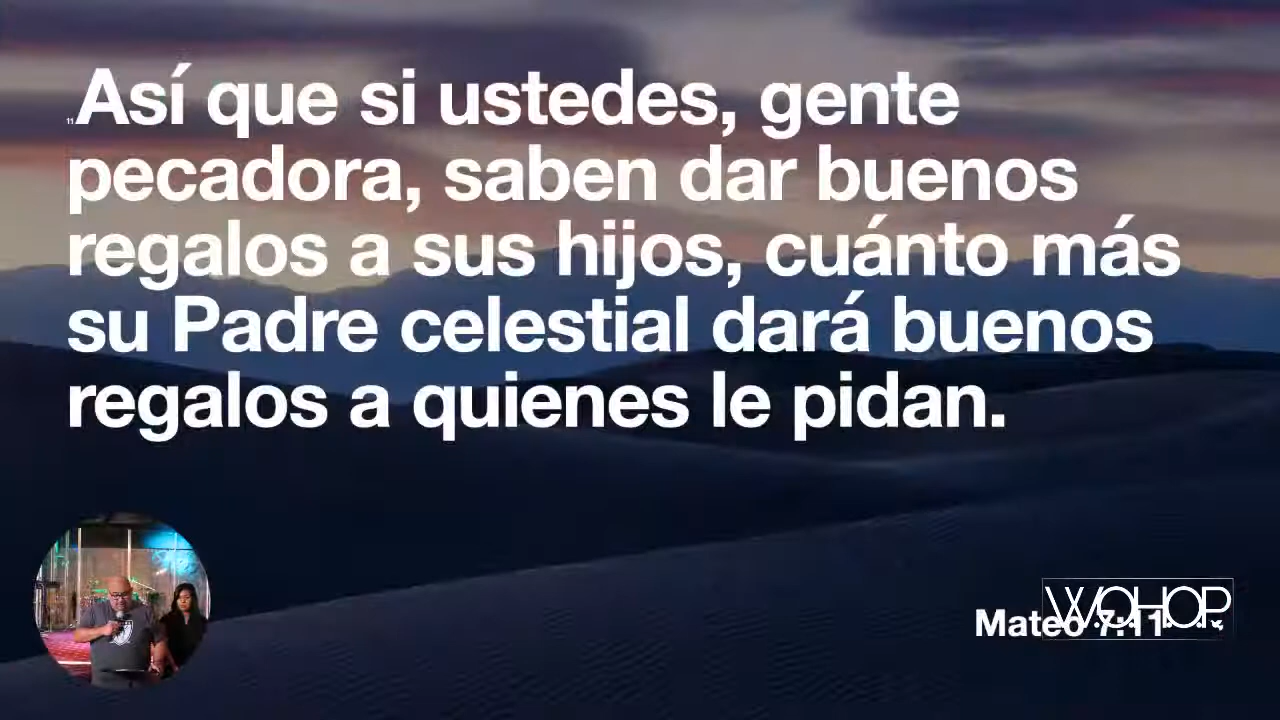 11Así que si ustedes, gente
pecadora, saben dar buenos
regalos a sus hijos, cuánto más
su Padre celestial dará buenos
regalos a quienes le pidan.
Mateo 7:11
WOHOP